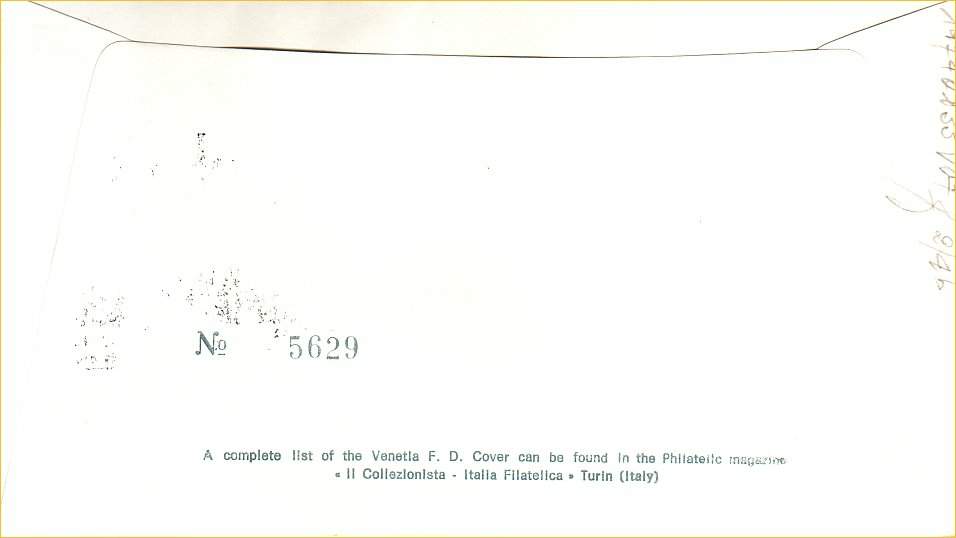 № 5629
A complete list of the Venetia F. D. Cover can be found in the Philatelic magazine
« Il Collezionista - Italia Filatelica » Turin (Italy)